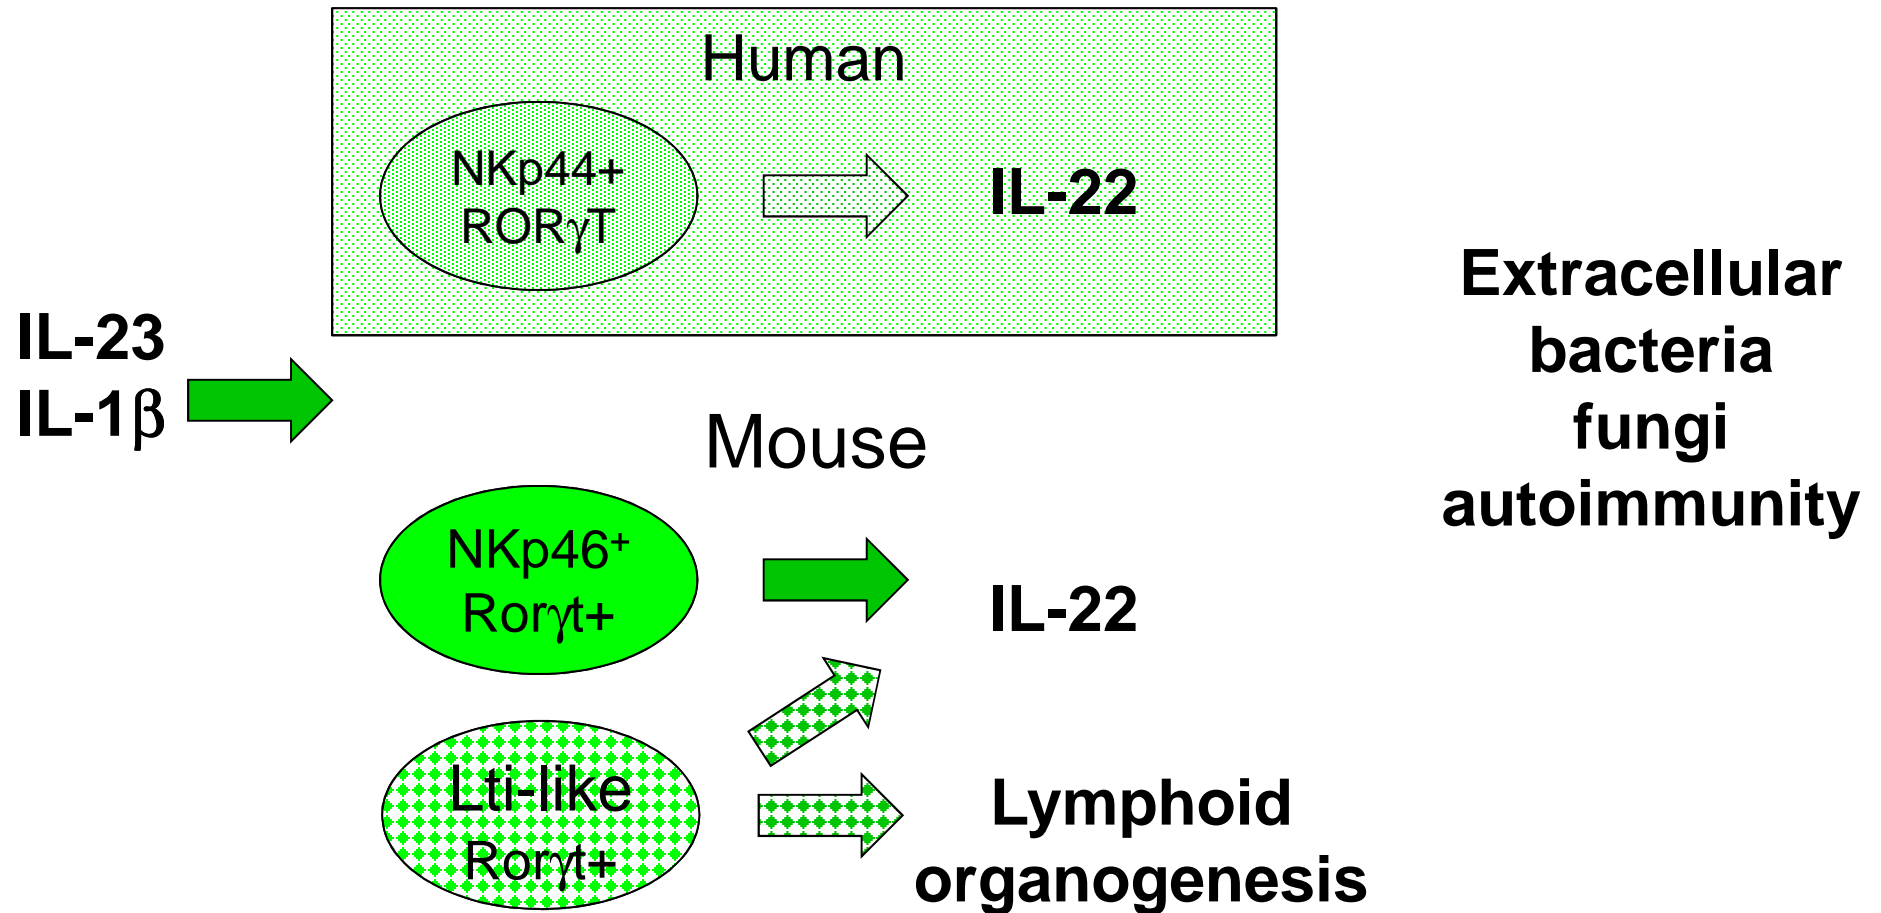 Human
NKp44+
RORγT
IL-22
IL-23
IL-1β
Extracellular
bacteria
fungi
autoimmunity
Mouse
NKp46⁺
Rorγt+
IL-22
Lti-like
Rorγt+
Lymphoid
organogenesis